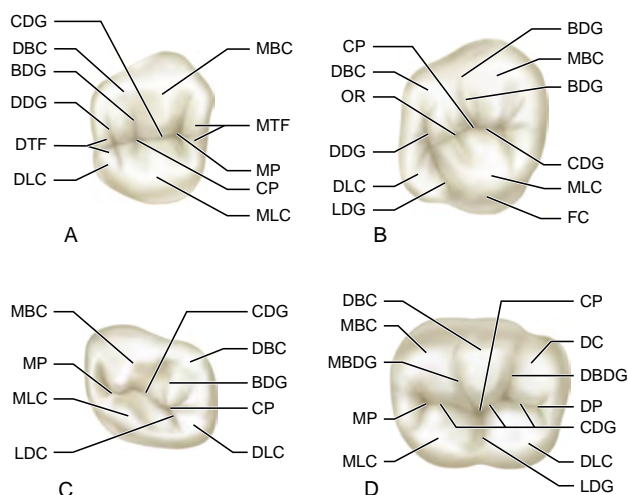 CDG
DBC
BDG
DDG
DTF
DLC
MBC
MTF
MP
CP
MLC
A
CP
DBC
OR
DDG
DLC
LDG
BDG
MBC
BDG
CDG
MLC
FC
B
MBC
MP
MLC
LDC
CDG
DBC
BDG
CP
DLC
C
DBC
MBC
MBDG
MP
MLC
CP
DC
DBDG
DP
CDG
DLC
LDG
D